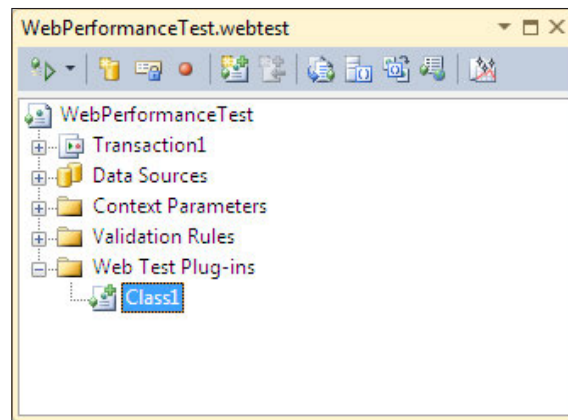 WebPerformanceTest.webtest
WebPerformanceTest
Transaction1
Data Sources
Context Parameters
Validation Rules
Web Test Plug-ins
Class1